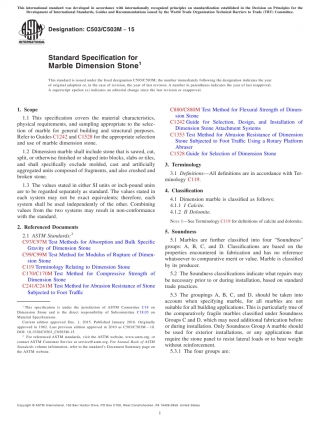 This international standard was developed in accordance with internationally recognized principles on standardization established in the Decision on Principles for the
Development of International Standards, Guides and Recommendations issued by the World Trade Organization Technical Barriers to Trade (TBT) Committee.
Designation: C503/C503M − 15
INTERNATIONAL
Standard Specification for
Marble Dimension Stone1
This standard is issued under the fixed designation C503/C503M; the number immediately following the designation indicates the year
of original adoption or, in the case of revision, the year of last revision. A number in parentheses indicates the year of last reapproval.
A superscript epsilon (ε) indicates an editorial change since the last revision or reapproval.
1. Scope
1.1 This specification covers the material characteristics,
physical requirements, and sampling appropriate to the selec-
tion of marble for general building and structural purposes.
Refer to Guides C1242 and C1528 for the appropriate selection
and use of marble dimension stone.
1.2 Dimension marble shall include stone that is sawed, cut,
split, or otherwise finished or shaped into blocks, slabs or tiles,
and shall specifically exclude molded, cast and artificially
aggregated units composed of fragments, and also crushed and
broken stone.
1.3 The values stated in either SI units or inch-pound units
are to be regarded separately as standard. The values stated in
each system may not be exact equivalents; therefore, each
system shall be used independently of the other. Combining
values from the two systems may result in non-conformance
with the standard.
2. Referenced Documents
2.1 ASTM Standards:2
C97/C97M Test Methods for Absorption and Bulk Specific
Gravity of Dimension Stone
C99/C99M Test Method for Modulus of Rupture of Dimen-
sion Stone
C119 Terminology Relating to Dimension Stone
C170/C170M Test Method for Compressive Strength of
Dimension Stone
C241/C241M Test Method for Abrasion Resistance of Stone
Subjected to Foot Traffic
1 This specification is under the jurisdiction of ASTM Committee C18 on
Dimension Stone and is the direct responsibility of Subcommittee C18.03 on
Material Specifications.
Current edition approved Dec. 1, 2015. Published January 2016. Originally
approved in 1962. Last previous edition approved in 2010 as C503/C503M – 10.
DOI: 10.1520/C0503_C0503M-15.
2 For referenced ASTM standards, visit the ASTM website, www.astm.org, or
contact ASTM Customer Service at service@astm.org. For Annual Book of ASTM
Standards volume information, refer to the standard's Document Summary page on
the ASTM website.
C880/C880M Test Method for Flexural Strength of Dimen-
sion Stone
C1242 Guide for Selection, Design, and Installation of
Dimension Stone Attachment Systems
C1353 Test Method for Abrasion Resistance of Dimension
Stone Subjected to Foot Traffic Using a Rotary Platform
Abraser
C1528 Guide for Selection of Dimension Stone
3. Terminology
3.1 Definitions—All definitions are in accordance with Ter-
minology C119.
4. Classification
4.1 Dimension marble is classified as follows:
4.1.1 I Calcite.
4.1.2 II Dolomite.
NOTE 1—See Terminology C119 for definitions of calcite and dolomite.
5. Soundness
5.1 Marbles are further classified into four "Soundness"
groups: A, B, C, and D. Classifications are based on the
properties encountered in fabrication and has no reference
whatsoever to comparative merit or value. Marble is classified
by its producer.
5.2 The Soundness classifications indicate what repairs may
be necessary prior to or during installation, based on standard
trade practice.
5.3 The groupings A, B, C, and D, should be taken into
account when specifying marble, for all marbles are not
suitable for all building applications. This is particularly true of
the comparatively fragile marbles classified under Soundness
Groups C and D, which may need additional fabrication before
or during installation. Only Soundness Group A marble should
be used for exterior installations, or any applications that
require the stone panel to resist lateral loads or to bear weight
without reinforcement.
5.3.1 The four groups are:
Copyright © ASTM International, 100 Barr Harbor Drive, PO Box C700, West Conshohocken, PA 19428-2959. United States
1